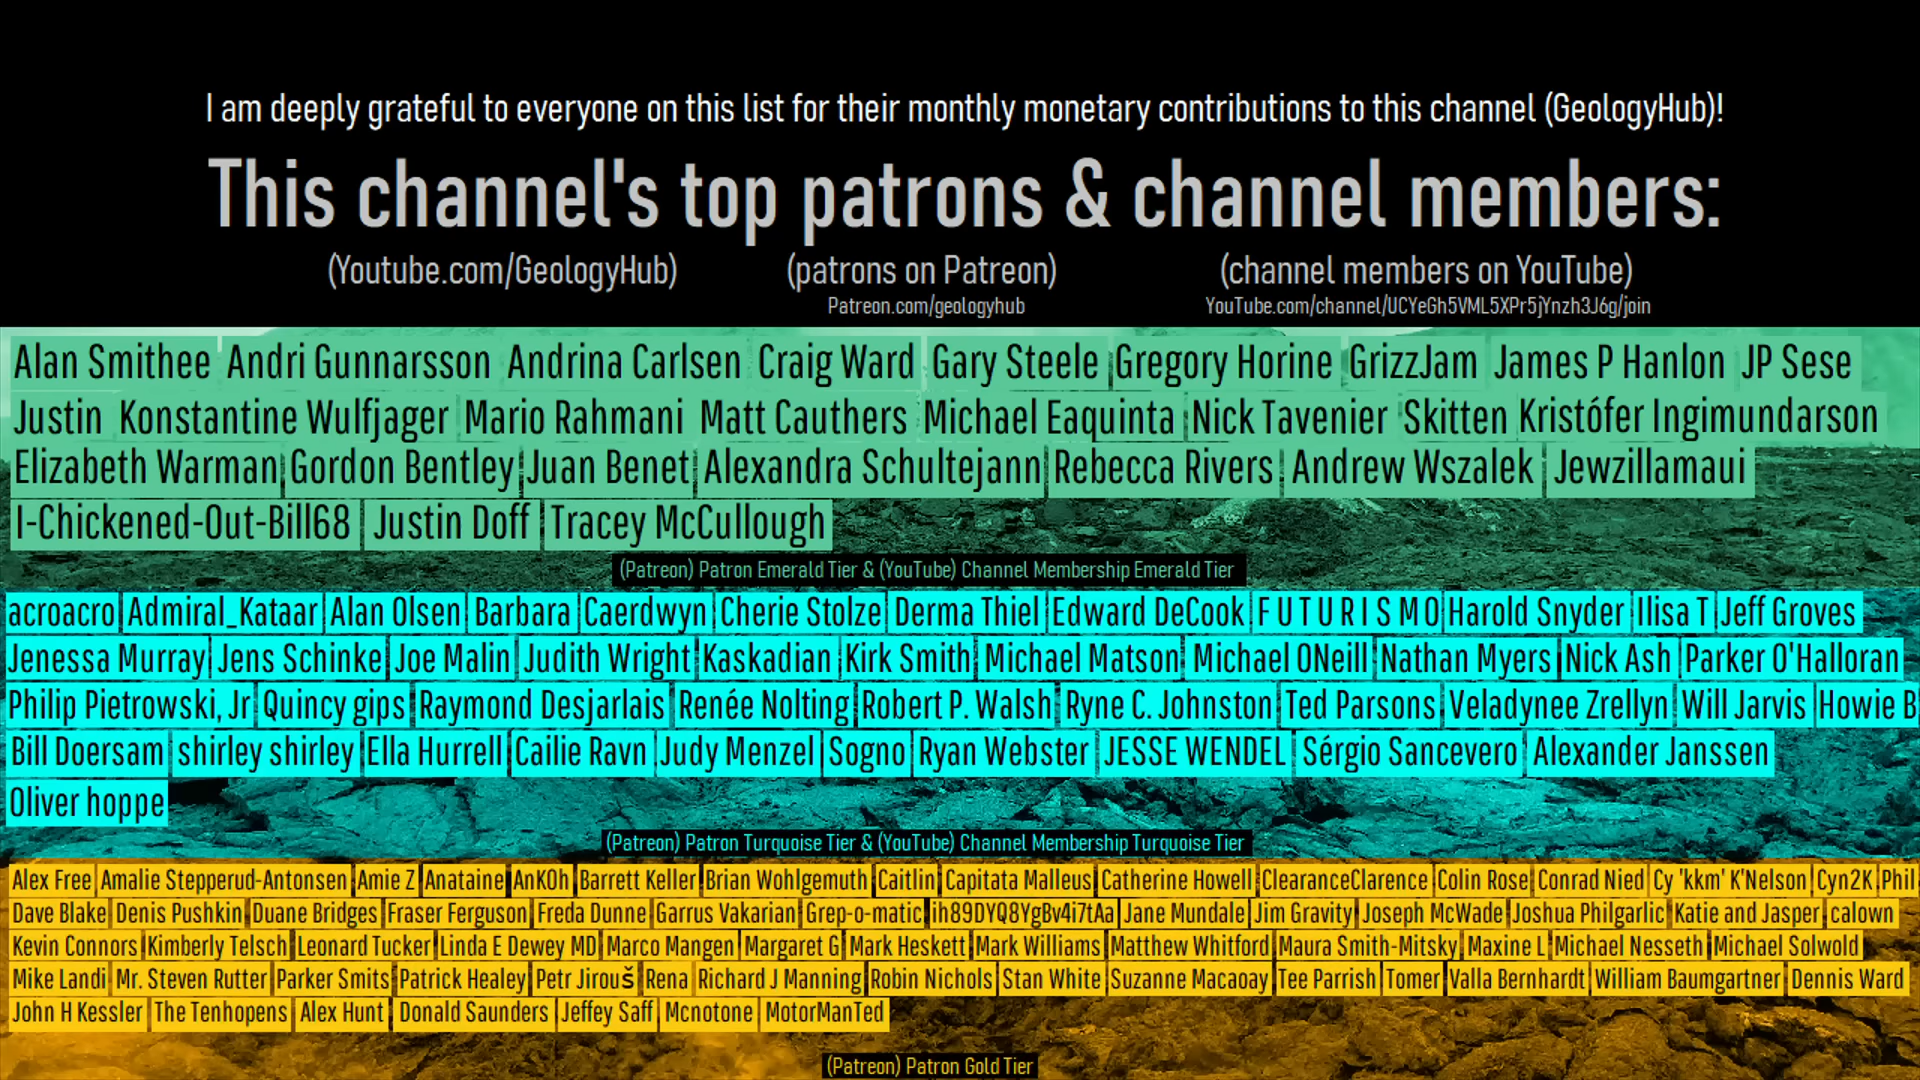 I am deeply grateful to everyone on this list for their monthly monetary contributions to this channel (GeologyHub)!
This channel's top patrons & channel members:
(Youtube.com/GeologyHub) (patrons on Patreon) (channel members on YouTube)
Patreon.com/geologyhub YouTube.com/channel/UCYeGh5VML5XPr5jYnzh3J6g/join
Alan Smithee Andri Gunnarsson Andrina Carlsen Craig Ward Gary Steele Gregory Horine GrizzJam James P Hanlon JP Sese
Justin Konstantine Wulfjager Mario Rahmani Matt Cauthers Michael Eaquinta Nick Tavenier Skitten Kristófer Ingimundarson
Elizabeth Warman Gordon Bentley Juan Benet Alexandra Schultejann Rebecca Rivers Andrew Wszalek Jewzillamaui
I-Chickened-Out-Bill68 Justin Doff Tracey McCullough
(Patreon) Patron Emerald Tier & (YouTube) Channel Membership Emerald Tier
acroacro Admiral_Kataar Alan Olsen Barbara Caerdwyn Cherie Stolze Derma Thiel Edward DeCook F U T U R I S M O Harold Snyder Ilisa T Jeff Groves
Jenessa Murray Jens Schinke Joe Malin Judith Wright Kaskadian Kirk Smith Michael Matson Michael ONeill Nathan Myers Nick Ash Parker O'Halloran
Philip Pietrowski, Jr Quincy gips Raymond Desjarlais Renée Nolting Robert P. Walsh Ryne C. Johnston Ted Parsons Veladynee Zrellyn Will Jarvis Howie B
Bill Doersam shirley shirley Ella Hurrell Cailie Ravn Judy Menzel Sogno Ryan Webster JESSE WENDEL Sérgio Sancevero Alexander Janssen
Oliver hoppe
(Patreon) Patron Turquoise Tier & (YouTube) Channel Membership Turquoise Tier
Alex Free Amalie Stepperud-Antonsen Amie Z Anataine AnKOh Barrett Keller Brian Wohlgemuth Caitlin Capitata Malleus Catherine Howell ClearanceClarence Colin Rose Conrad Nied Cy 'kkm' K'Nelson Cyn2K Phil
Dave Blake Denis Pushkin Duane Bridges Fraser Ferguson Freda Dunne Garrus Vakarian Grep-o-matic ih89DYQ8YgBv4i7tAa Jane Mundale Jim Gravity Joseph McWade Joshua Philgarlic Katie and Jasper calown
Kevin Connors Kimberly Telsch Leonard Tucker Linda E Dewey MD Marco Mangen Margaret G Mark Heskett Mark Williams Matthew Whitford Maura Smith-Mitsky Maxine L Michael Nesseth Michael Solwold
Mike Landi Mr. Steven Rutter Parker Smits Patrick Healey Petr Jirouš Rena Richard J Manning Robin Nichols Stan White Suzanne Macaoay Tee Parrish Tomer Valla Bernhardt William Baumgartner Dennis Ward
John H Kessler The Tenhopens Alex Hunt Donald Saunders Jeffey Saff Mcnotone MotorManTed
(Patreon) Patron Gold Tier